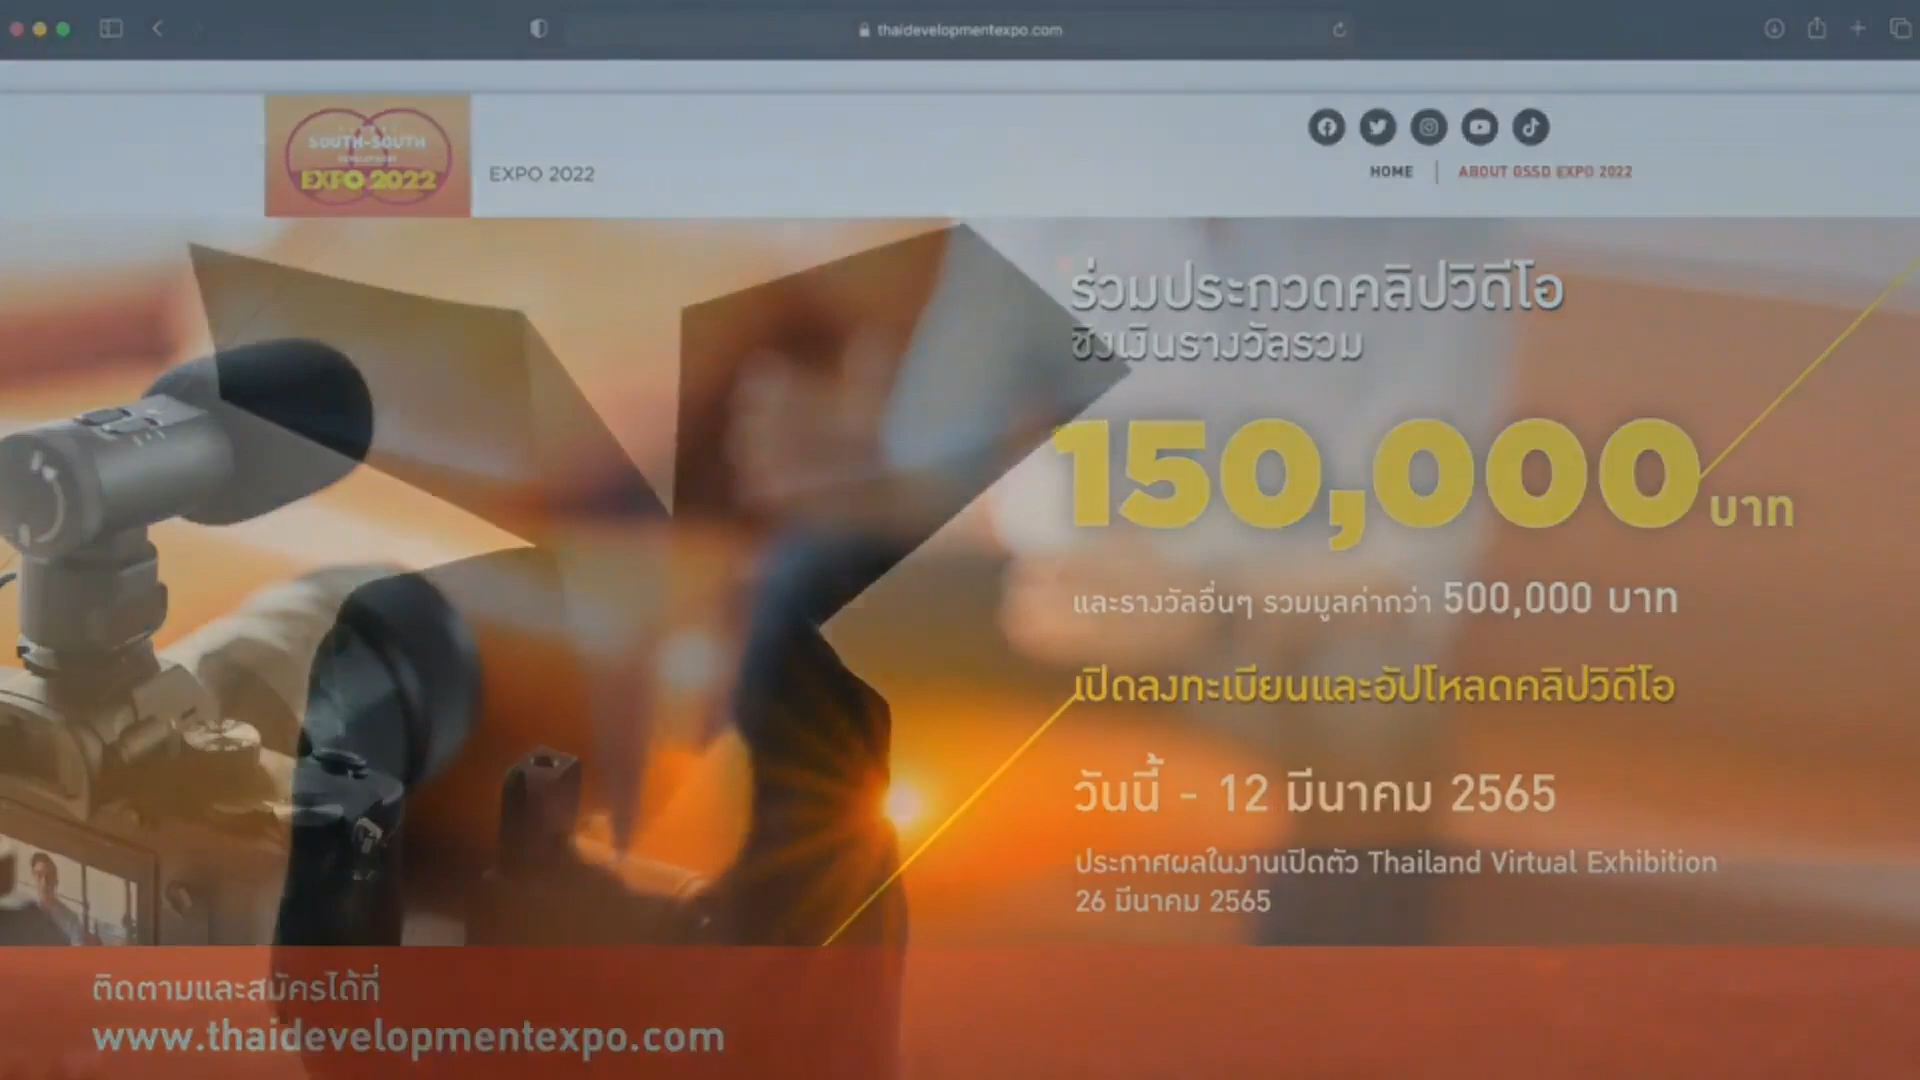 thaidevelopmentexpo.com
SOUTH-SOUTH
DEVELOPMENT
EXPO 2022
EXPO 2022
HOME | ABOUT GSSD EXPO 2022
ร่วมประกวดคลิปวิดีโอ
ชิงเงินรางวัลรวม
150,000 บาท
และรางวัลอื่นๆ รวมมูลค่ากว่า 500,000 บาท
เปิดลงทะเบียนและอัปโหลดคลิปวิดีโอ
วันนี้ - 12 มีนาคม 2565
ประกาศผลในงานเปิดตัว Thailand Virtual Exhibition
26 มีนาคม 2565
ติดตามและสมัครได้ที่
www.thaidevelopmentexpo.com